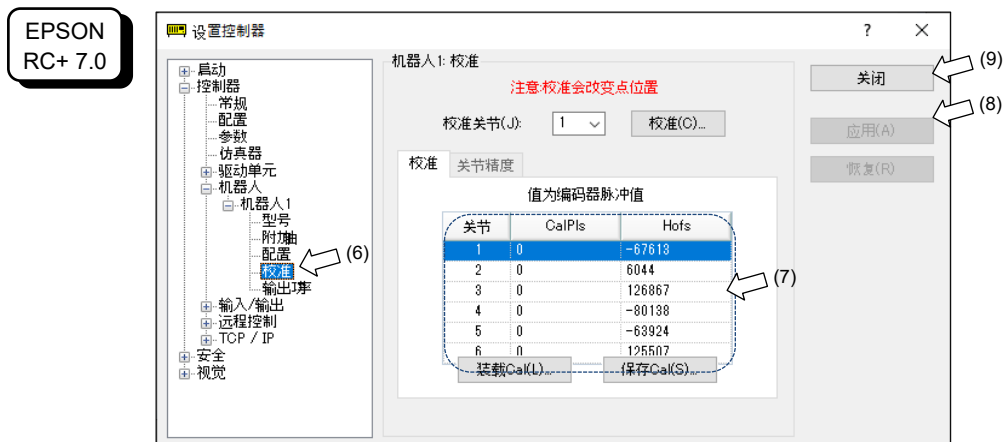 EPSON
RC+ 7.0
设置控制器
启动
控制器
常规
配置
参数
仿真器
驱动单元
机器人
机器人1
型号
附加轴
配置
校准
输出功率
输入/输出
远程控制
TCP / IP
安全
视觉
(6)
机器人1: 校准
注意:校准会改变点位置
校准关节(J): 1 校准(C)...
校准 关节精度
值为编码器脉冲值
关节 CalPls Hofs
1 0 -67613
2 0 6044
3 0 126867
4 0 -80138
5 0 -63924
6 0 125507
(7)
装载Cal(L)... 保存Cal(S)...
关闭
(9)
(8)
应用(A)
恢复(R)